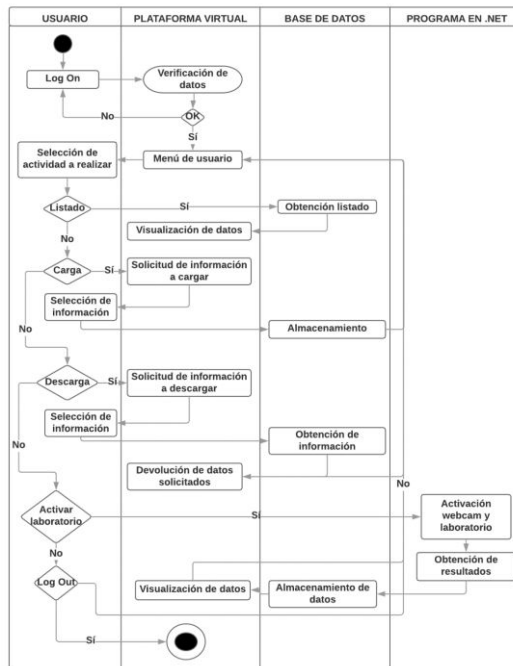 USUARIO
PLATAFORMA VIRTUAL
BASE DE DATOS
PROGRAMA EN .NET
Log On
Verificación de
datos
No
OK
Sí
Selección de
actividad a realizar
Menú de usuario
Listado
Sí
Obtención listado
No
Visualización de datos
Carga
Sí
Solicitud de información
a cargar
Selección de
información
No
Almacenamiento
Descarga
Sí
Solicitud de información
a descargar
Selección de
información
No
Obtención de
información
Devolución de datos
solicitados
No
Activar
laboratorio
Sí
Activación
webcam y
laboratorio
No
Obtención de
resultados
Log Out
Visualización de datos
Almacenamiento
de datos
Sí